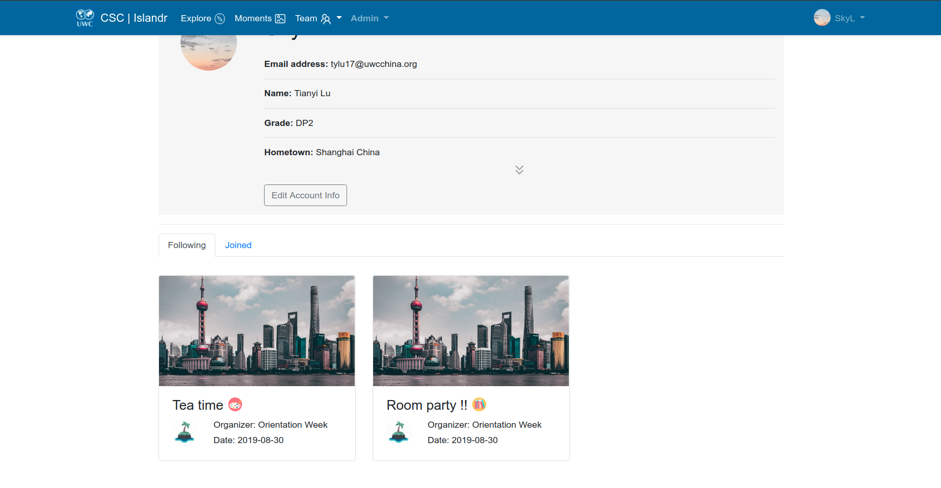 UWC CSC | Islandr Explore Moments Team Admin SkyL
Email address: tylu17@uwcchina.org
Name: Tianyi Lu
Grade: DP2
Hometown: Shanghai China
Edit Account Info
Following Joined
Tea time
Organizer: Orientation Week
Date: 2019-08-30
Room party !!
Organizer: Orientation Week
Date: 2019-08-30